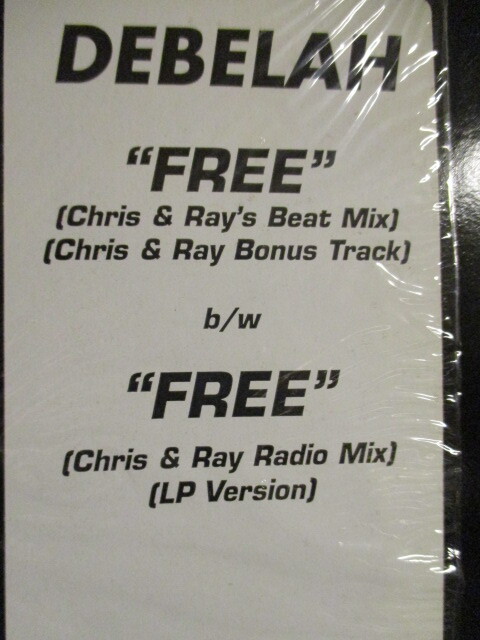 DEBELAH
“FREE”
(Chris & Ray's Beat Mix)
(Chris & Ray Bonus Track)
b/w
“FREE”
(Chris & Ray Radio Mix)
(LP Version)